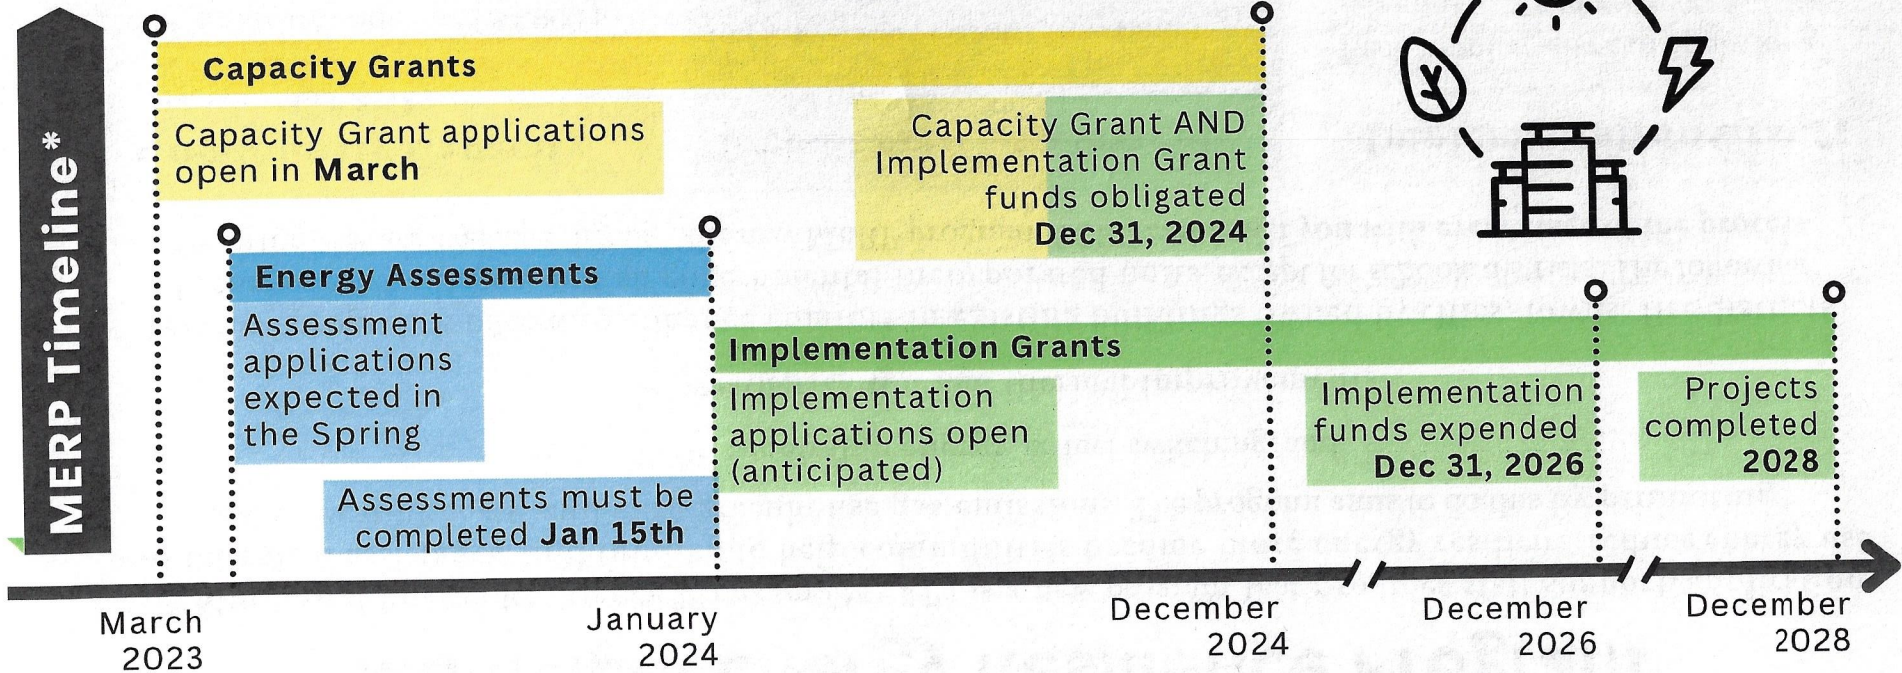 MERP Timeline*
Capacity Grants
Capacity Grant applications
open in March
Capacity Grant AND
Implementation Grant
funds obligated
Dec 31, 2024
Energy Assessments
Assessment
applications
expected in
the Spring
Assessments must be
completed Jan 15th
Implementation Grants
Implementation
applications open
(anticipated)
Implementation
funds expended
Dec 31, 2026
Projects
completed
2028
March
2023
January
2024
December
2024
December
2026
December
2028